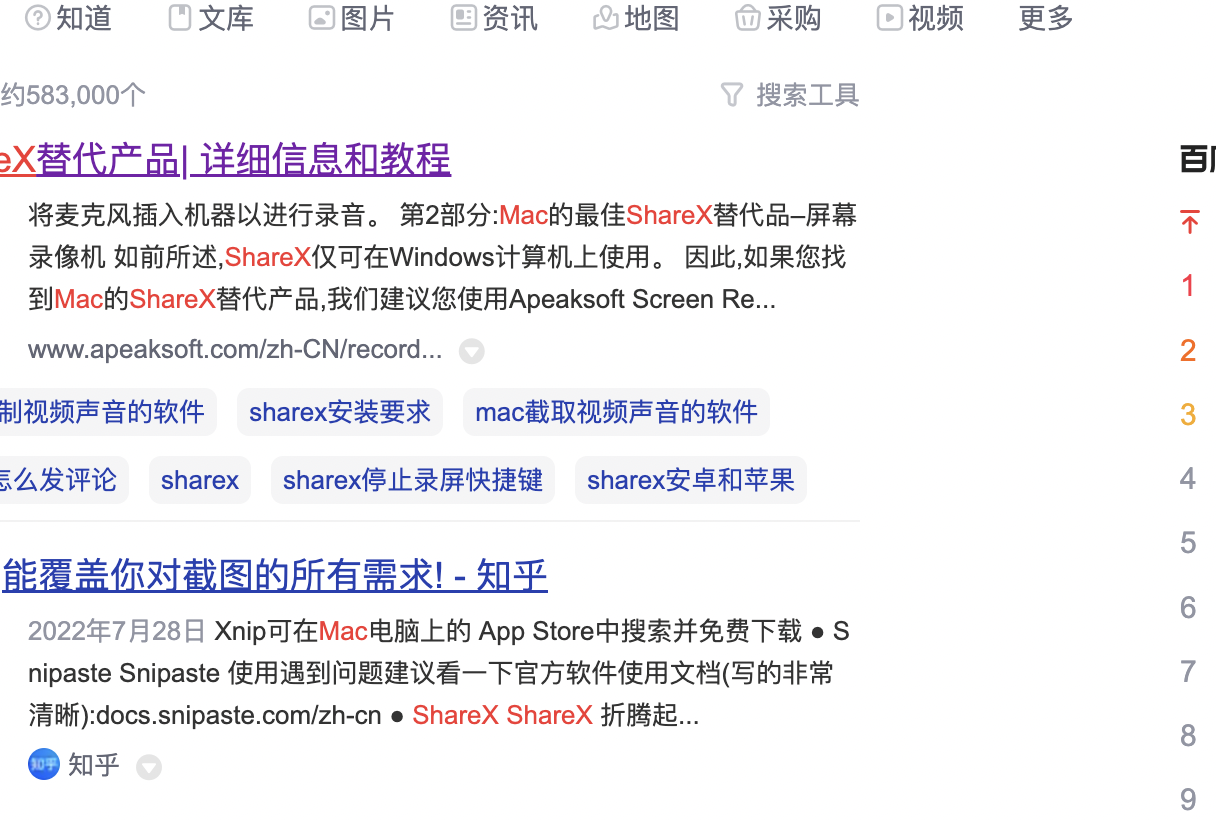 知道 文库 图片 资讯 地图 采购 视频 更多
约583,000个 搜索工具
eX替代产品| 详细信息和教程
将麦克风插入机器以进行录音。 第2部分:Mac的最佳ShareX替代品–屏幕
录像机 如前所述,ShareX仅可在Windows计算机上使用。 因此,如果您找
到Mac的ShareX替代产品,我们建议您使用Apeaksoft Screen Re...
www.apeaksoft.com/zh-CN/record...
制视频声音的软件 sharex安装要求 mac截取视频声音的软件
怎么发评论 sharex sharex停止录屏快捷键 sharex安卓和苹果
能覆盖你对截图的所有需求! - 知乎
2022年7月28日 Xnip可在Mac电脑上的 App Store中搜索并免费下载 ● S
nipaste Snipaste 使用遇到问题建议看一下官方软件使用文档(写的非常
清晰):docs.snipaste.com/zh-cn ● ShareX ShareX 折腾起...
知乎 知乎
百
1
2
3
4
5
6
7
8
9